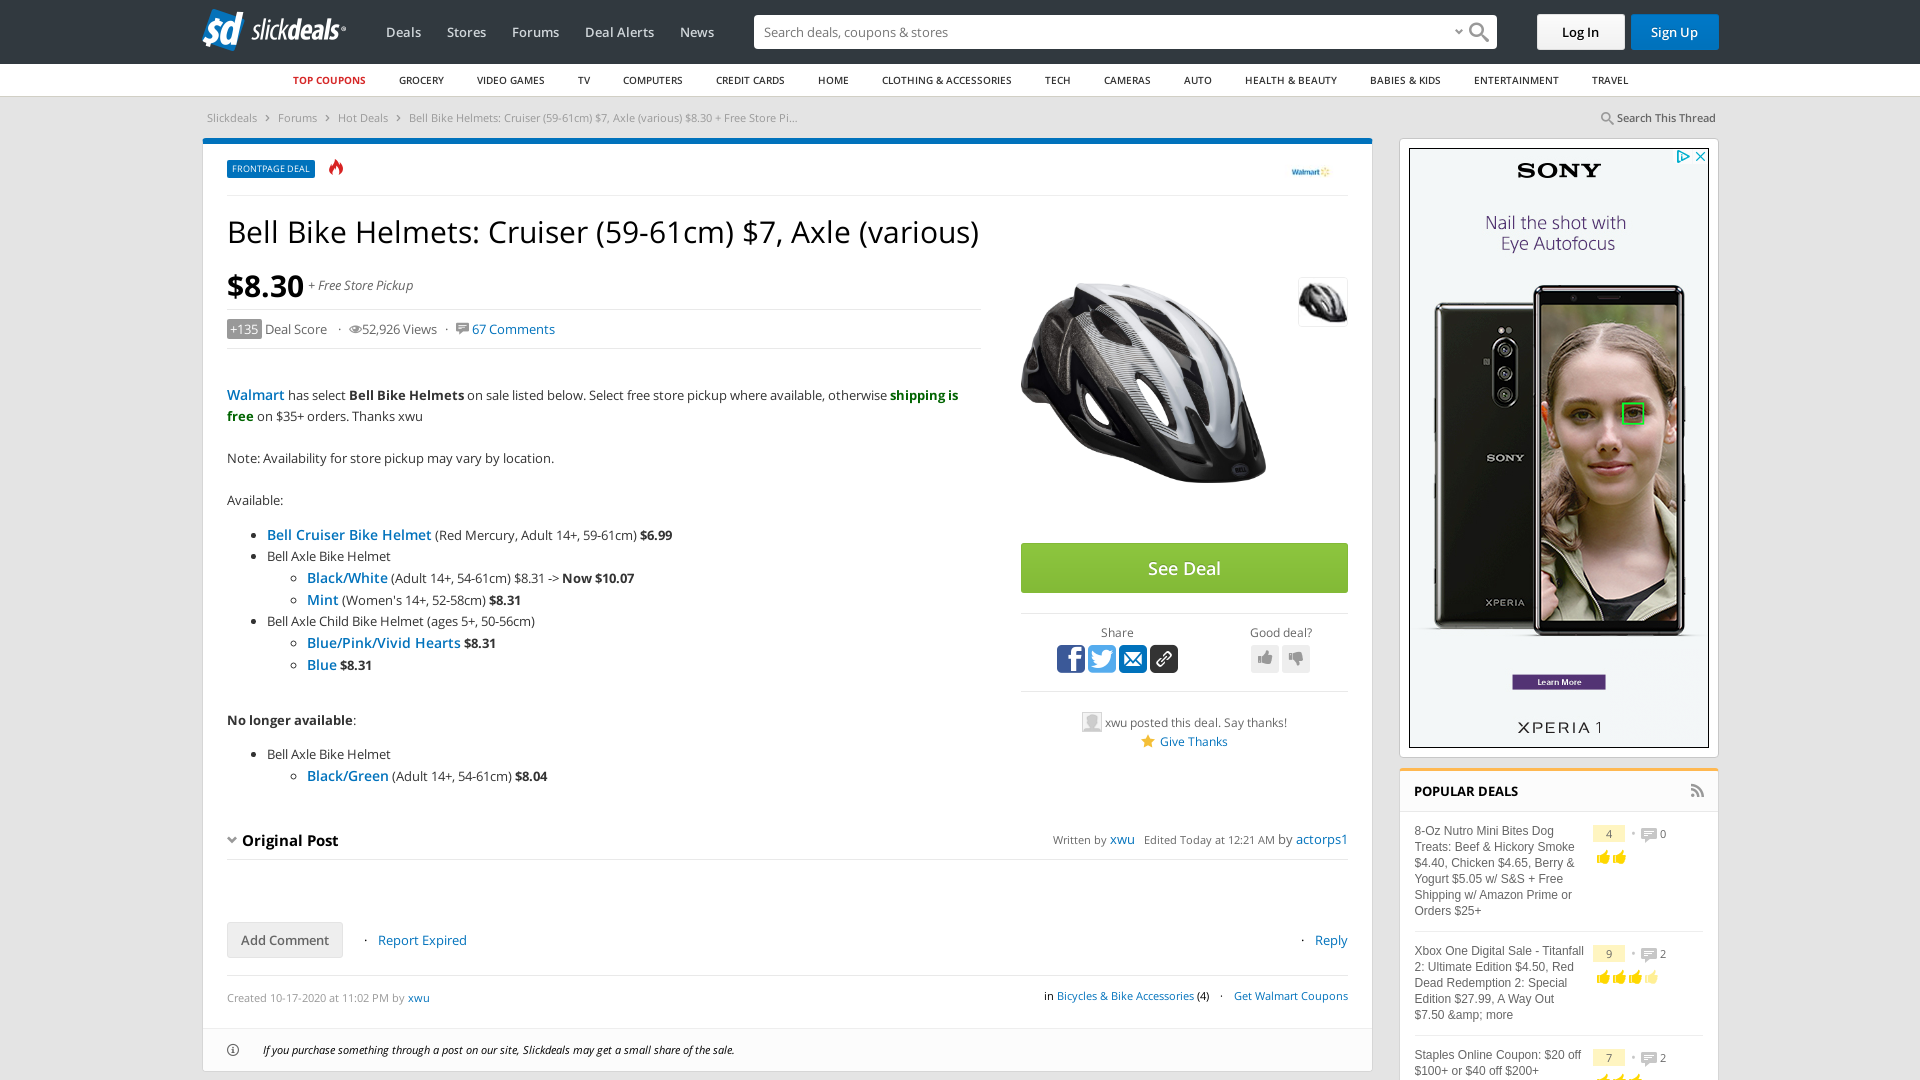 slickdeals
Deals
Stores
Forums
Deal Alerts
News
Search deals, coupons & stores
Log In
Sign Up
TOP COUPONS
GROCERY
VIDEO GAMES
TV
COMPUTERS
CREDIT CARDS
HOME
CLOTHING & ACCESSORIES
TECH
CAMERAS
AUTO
HEALTH & BEAUTY
BABIES & KIDS
ENTERTAINMENT
TRAVEL
Slickdeals › Forums › Hot Deals › Bell Bike Helmets: Cruiser (59-61cm) $7, Axle (various) $8.30 + Free Store Pi...
Search This Thread
FRONTPAGE DEAL
Walmart
Bell Bike Helmets: Cruiser (59-61cm) $7, Axle (various)
$8.30 + Free Store Pickup
+135 Deal Score · 52,926 Views · 67 Comments
Walmart has select Bell Bike Helmets on sale listed below. Select free store pickup where available, otherwise shipping is
free on $35+ orders. Thanks xwu
Note: Availability for store pickup may vary by location.
Available:
• Bell Cruiser Bike Helmet (Red Mercury, Adult 14+, 59-61cm) $6.99
• Bell Axle Bike Helmet
◦ Black/White (Adult 14+, 54-61cm) $8.31 -> Now $10.07
◦ Mint (Women's 14+, 52-58cm) $8.31
• Bell Axle Child Bike Helmet (ages 5+, 50-56cm)
◦ Blue/Pink/Vivid Hearts $8.31
◦ Blue $8.31
No longer available:
• Bell Axle Bike Helmet
◦ Black/Green (Adult 14+, 54-61cm) $8.04
See Deal
Share
Good deal?
xwu posted this deal. Say thanks!
Give Thanks
Original Post
Written by xwu Edited Today at 12:21 AM by actorps1
Add Comment
· Report Expired
· Reply
Created 10-17-2020 at 11:02 PM by xwu
in Bicycles & Bike Accessories (4) · Get Walmart Coupons
If you purchase something through a post on our site, Slickdeals may get a small share of the sale.
SONY
Nail the shot with
Eye Autofocus
SONY
XPERIA
Learn More
XPERIA 1
POPULAR DEALS
8-Oz Nutro Mini Bites Dog
Treats: Beef & Hickory Smoke
$4.40, Chicken $4.65, Berry &
Yogurt $5.05 w/ S&S + Free
Shipping w/ Amazon Prime or
Orders $25+
4 • 0
Xbox One Digital Sale - Titanfall
2: Ultimate Edition $4.50, Red
Dead Redemption 2: Special
Edition $27.99, A Way Out
$7.50 &amp; more
9 • 2
Staples Online Coupon: $20 off
$100+ or $40 off $200+
7 • 2